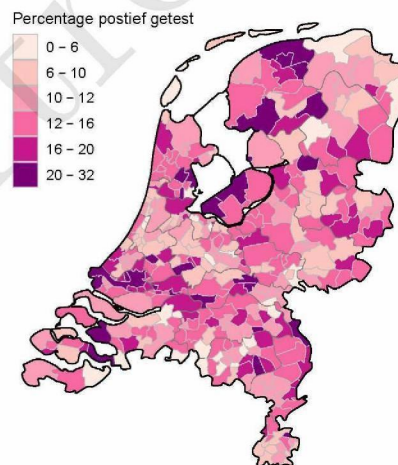 Percentage postief getest
0 – 6
6 – 10
10 – 12
12 – 16
16 – 20
20 – 32